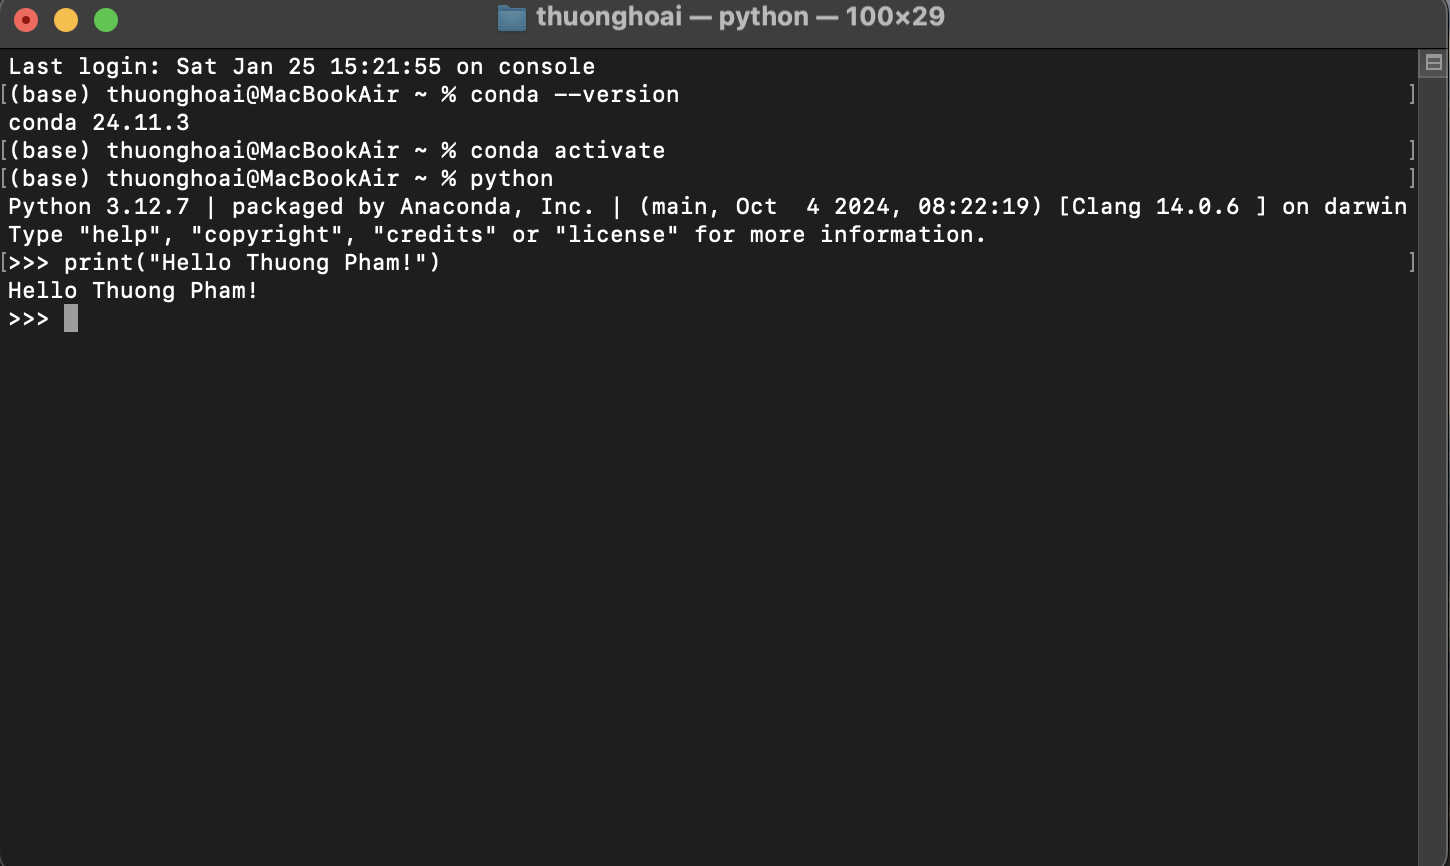 thuonghoai — python — 100×29
Last login: Sat Jan 25 15:21:55 on console
[(base) thuonghoai@MacBookAir ~ % conda --version ]
conda 24.11.3
[(base) thuonghoai@MacBookAir ~ % conda activate ]
[(base) thuonghoai@MacBookAir ~ % python ]
Python 3.12.7 | packaged by Anaconda, Inc. | (main, Oct  4 2024, 08:22:19) [Clang 14.0.6 ] on darwin
Type "help", "copyright", "credits" or "license" for more information.
[>>> print("Hello Thuong Pham!") ]
Hello Thuong Pham!
>>>